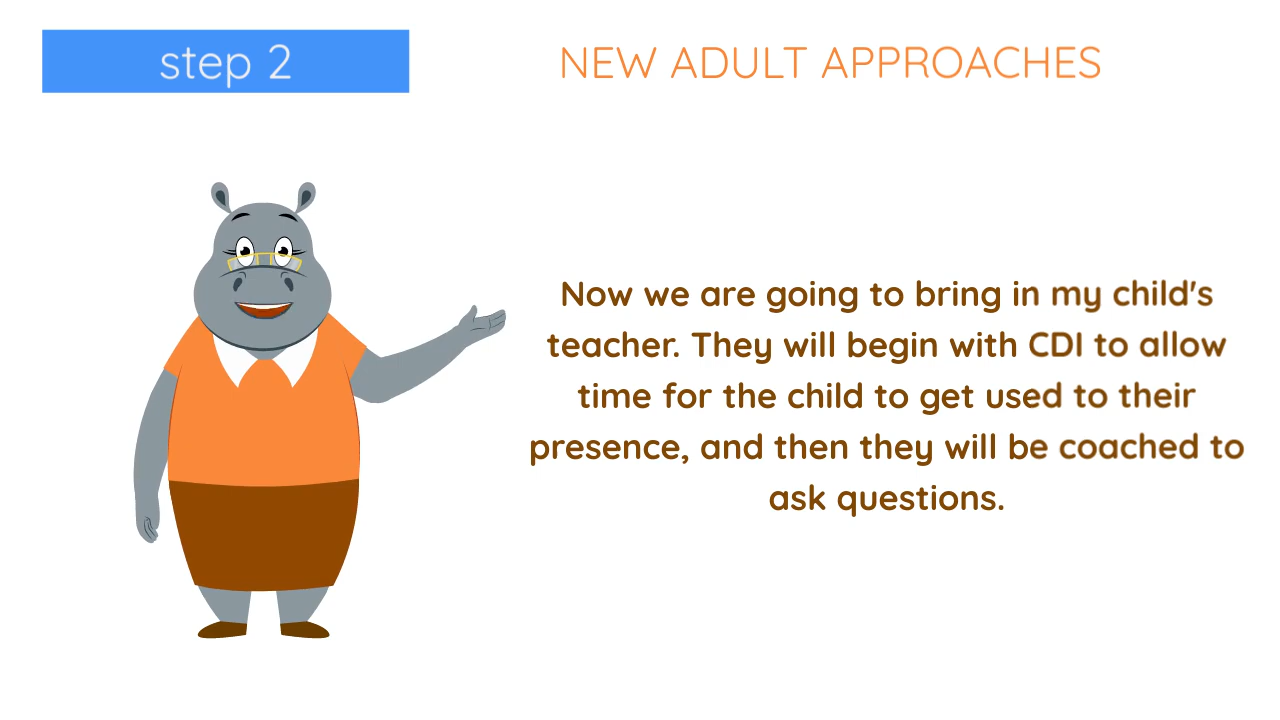 step 2
NEW ADULT APPROACHES
Now we are going to bring in my child's
teacher. They will begin with CDI to allow
time for the child to get used to their
presence, and then they will be coached to
ask questions.